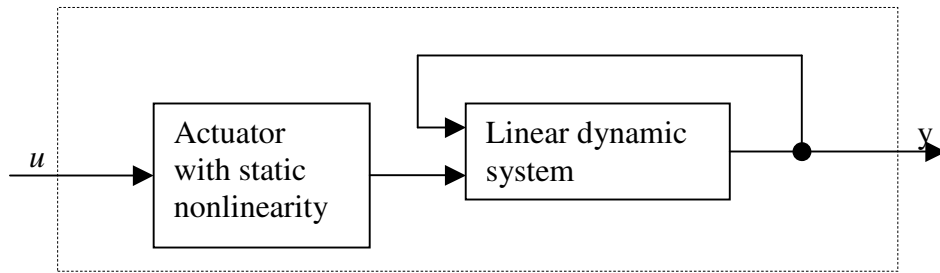 u
Actuator
with static
nonlinearity
Linear dynamic
system
y